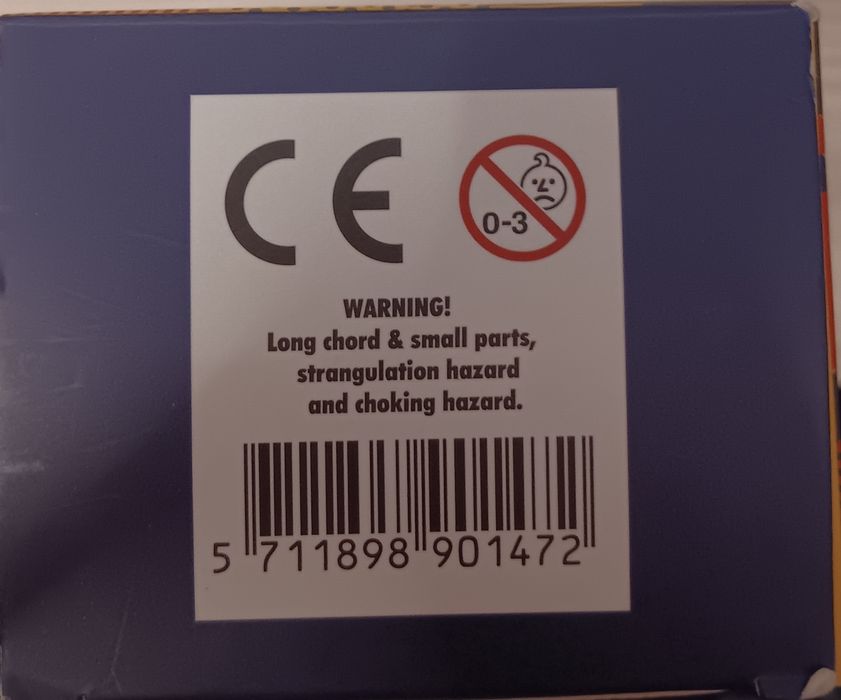 CE
0-3
WARNING!
Long chord & small parts,
strangulation hazard
and choking hazard.
5 711898 901472